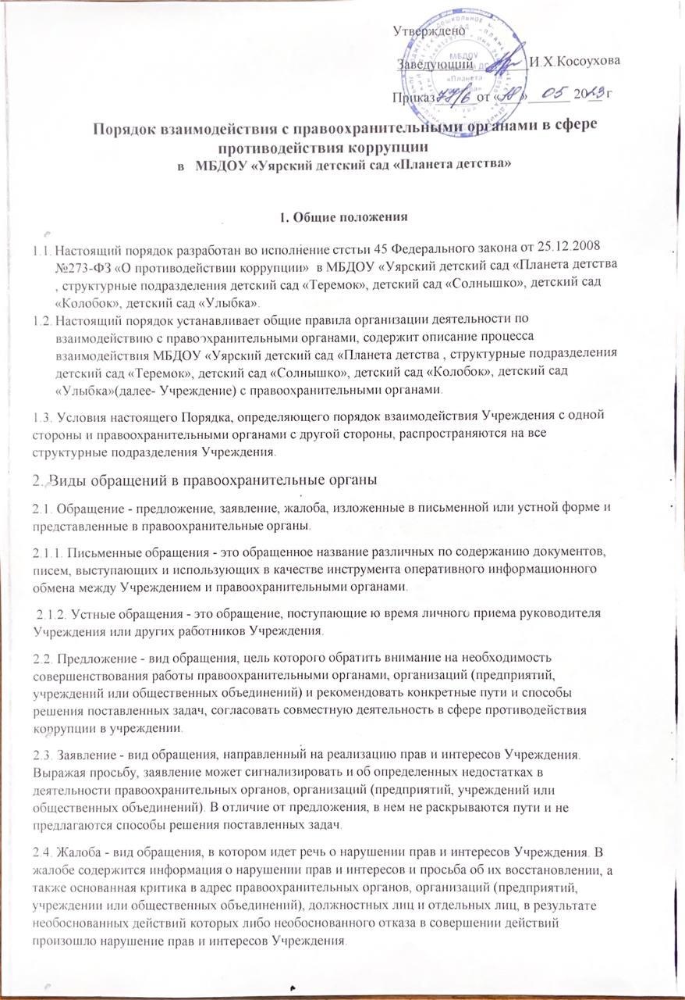 Утверждено
Заведующий И.Х.Косоухова
Приказ 77/6 от « » 05 2023 г
МБДОУ
«Планета
Порядок взаимодействия с правоохранительными органами в сфере
противодействия коррупции
в МБДОУ «Уярский детский сад «Планета детства»
1. Общие положения
1.1. Настоящий порядок разработан во исполнение стстьи 45 Федерального закона от 25.12.2008
№273-ФЗ «О противодействии коррупции» в МБДОУ «Уярский детский сад «Планета детства
, структурные подразделения детский сад «Теремок», детский сад «Солнышко», детский сад
«Колобок», детский сад «Улыбка».
1.2. Настоящий порядок устанавливает общие правила организации деятельности по
взаимодействию с правоохранительными органами, содержит описание процесса
взаимодействия МБДОУ «Уярский детский сад «Планета детства , структурные подразделения
детский сад «Теремок», детский сад «Солнышко», детский сад «Колобок», детский сад
«Улыбка»(далее- Учреждение) с правоохранительными органами.
1.3. Условия настоящего Порядка, определяющего порядок взаимодействия Учреждения с одной
стороны и правоохранительными органами с другой стороны, распространяются на все
структурные подразделения Учреждения.
2. Виды обращений в правоохранительные органы
2.1. Обращение - предложение, заявление, жалоба, изложенные в письменной или устной форме и
представленные в правоохранительные органы.
2.1.1. Письменные обращения - это обращенное название различных по содержанию документов,
писем, выступающих и использующих в качестве инструмента оперативного информационного
обмена между Учреждением и правоохранительными органами.
2.1.2. Устные обращения - это обращение, поступающие ю время личного приема руководителя
Учреждения или других работников Учреждения.
2.2. Предложение - вид обращения, цель которого обратить внимание на необходимость
совершенствования работы правоохранительными органами, организаций (предприятий,
учреждений или общественных объединений) и рекомендовать конкретные пути и способы
решения поставленных задач, согласовать совместную деятельность в сфере противодействия
коррупции в учреждении.
2.3. Заявление - вид обращения, направленный на реализацию прав и интересов Учреждения.
Выражая просьбу, заявление может сигнализировать и об определенных недостатках в
деятельности правоохранительных органов, организаций (предприятий, учреждений или
общественных объединений). В отличие от предложения, в нем не раскрываются пути и не
предлагаются способы решения поставленных задач.
2.4. Жалоба - вид обращения, в котором идет речь о нарушении прав и интересов Учреждения. В
жалобе содержится информация о нарушении прав и интересов и просьба об их восстановлении, а
также основанная критика в адрес правоохранительных органов, организаций (предприятий,
учреждении или общественных объединений), должностных лиц и отдельных лиц, в результате
необоснованных действий которых либо необоснованного отказа в совершении действий
произошло нарушение прав и интересов Учреждения.